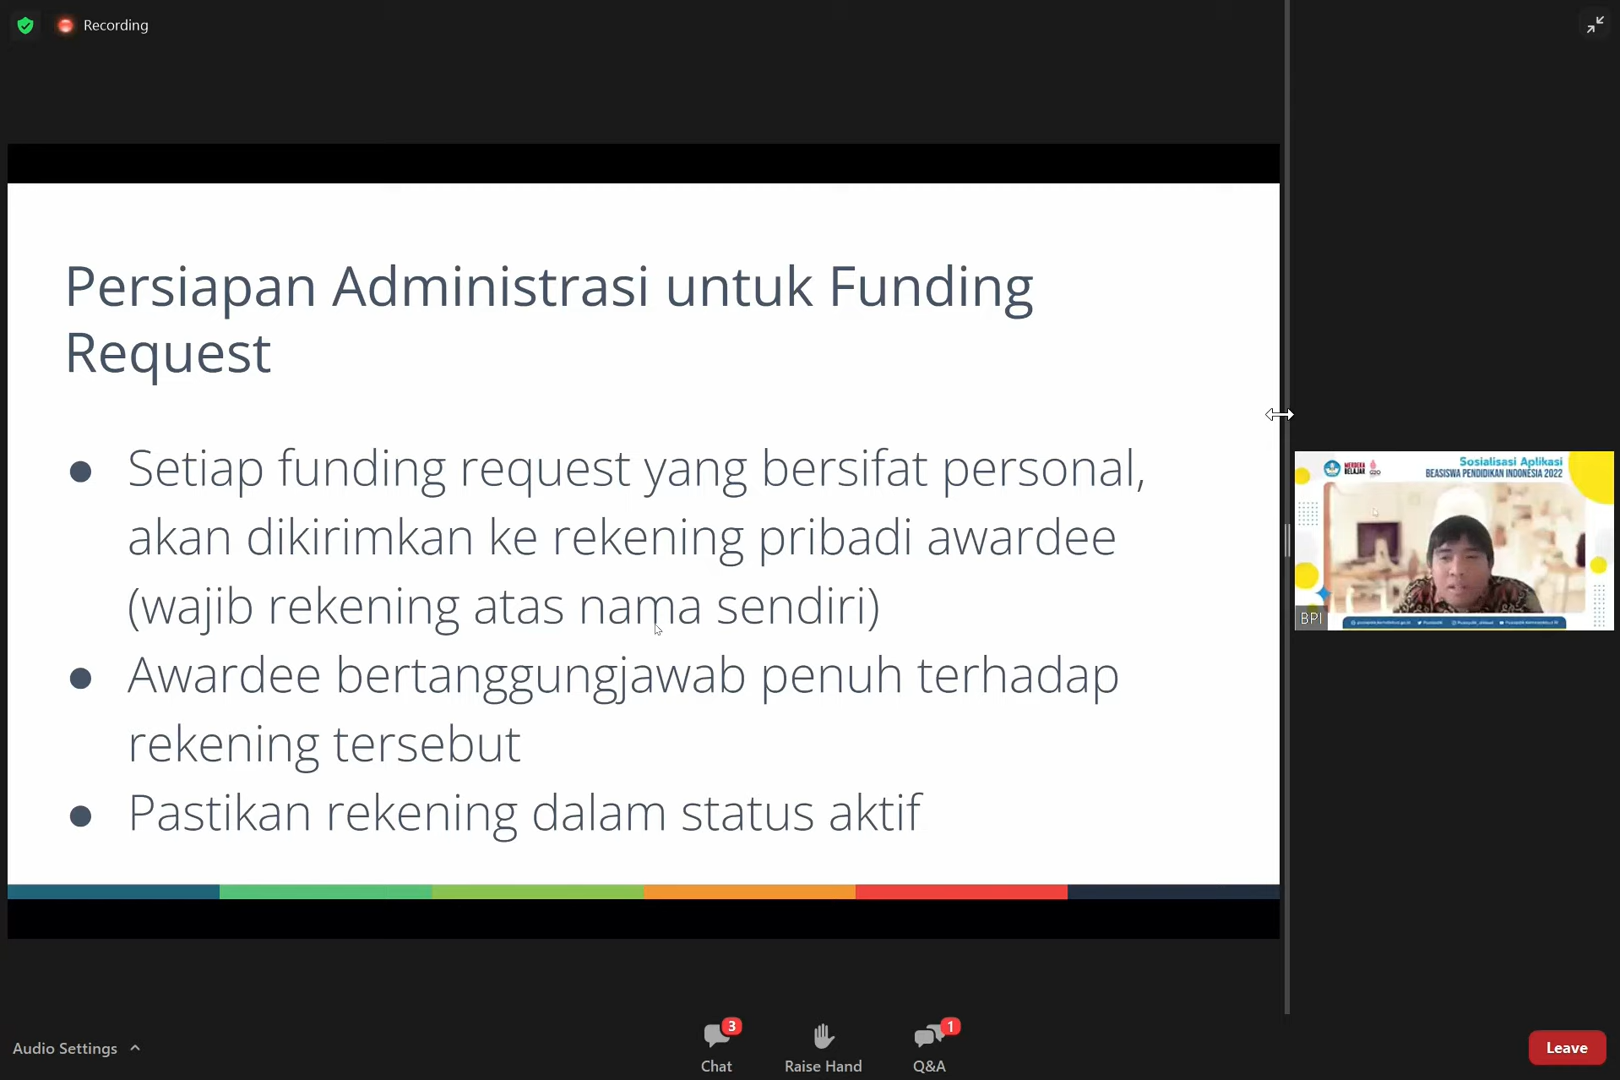 Recording
Persiapan Administrasi untuk Funding
Request
● Setiap funding request yang bersifat personal,
akan dikirimkan ke rekening pribadi awardee
(wajib rekening atas nama sendiri)
● Awardee bertanggungjawab penuh terhadap
rekening tersebut
● Pastikan rekening dalam status aktif
MERDEKA
BELAJAR
Sosialisasi Aplikasi
BEASISWA PENDIDIKAN INDONESIA 2022
BPI
Audio Settings
3
Chat
Raise Hand
1
Q&A
Leave